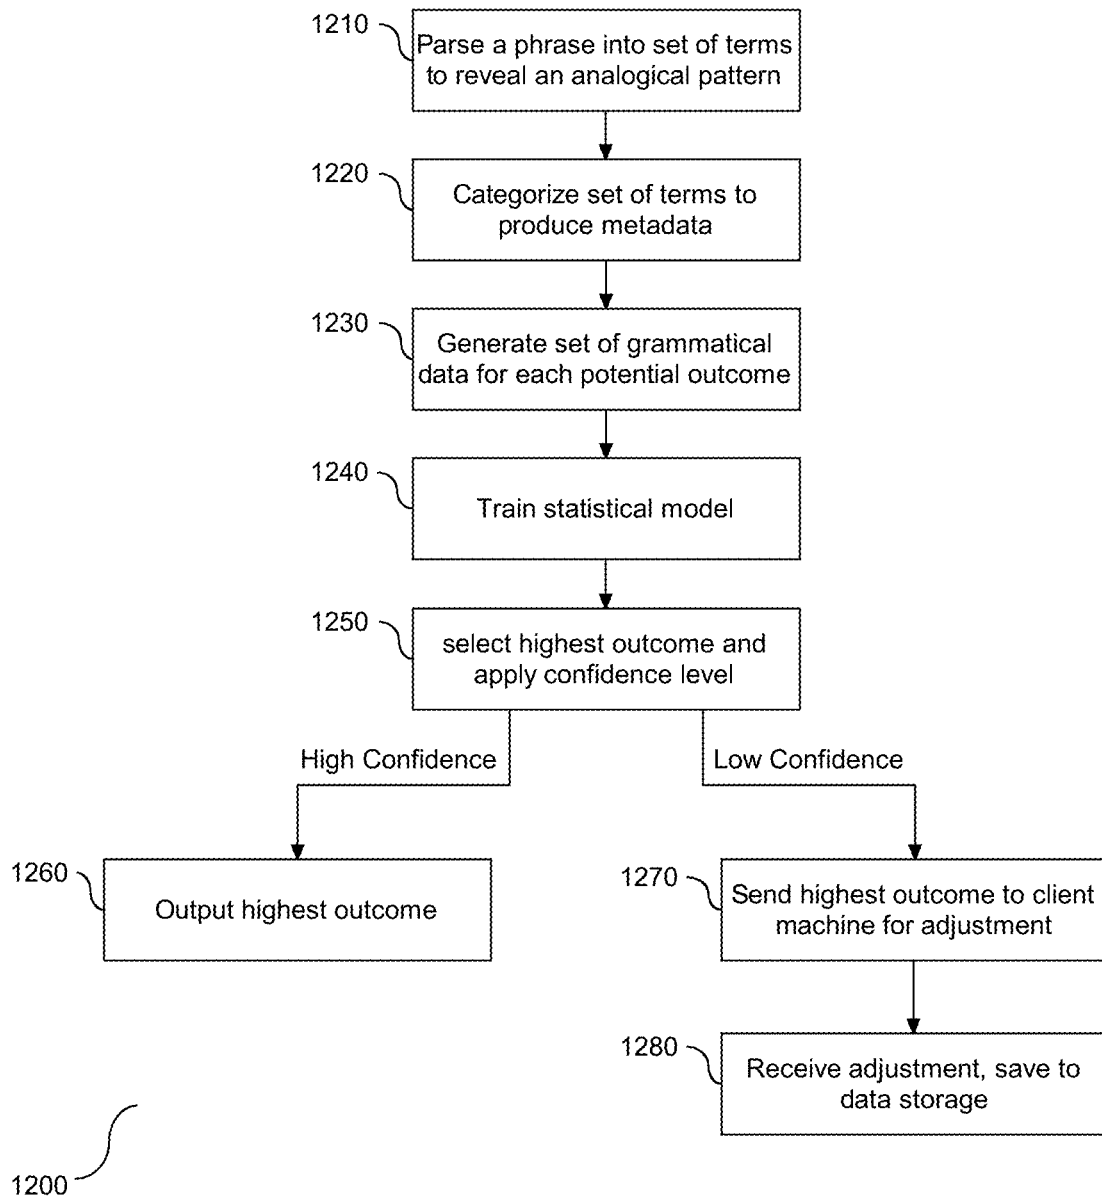 1210
Parse a phrase into set of terms
to reveal an analogical pattern
1220
Categorize set of terms to
produce metadata
1230
Generate set of grammatical
data for each potential outcome
1240
Train statistical model
1250
select highest outcome and
apply confidence level
High Confidence
Low Confidence
1260
Output highest outcome
1270
Send highest outcome to client
machine for adjustment
1280
Receive adjustment, save to
data storage
1200